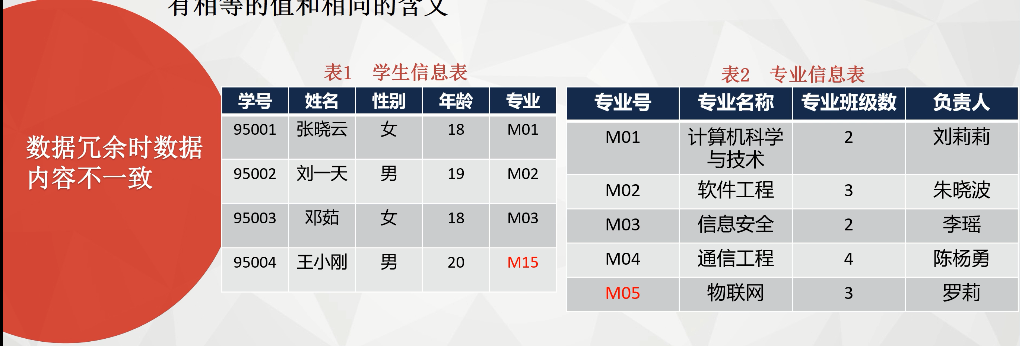 有相等的值和相同的含义
数据冗余时数据
内容不一致
表1 学生信息表
学号 姓名 性别 年龄 专业
95001 张晓云 女 18 M01
95002 刘一天 男 19 M02
95003 邓茹 女 18 M03
95004 王小刚 男 20 M15
表2 专业信息表
专业号 专业名称 专业班级数 负责人
M01 计算机科学 2 刘莉莉
与技术
M02 软件工程 3 朱晓波
M03 信息安全 2 李瑶
M04 通信工程 4 陈杨勇
M05 物联网 3 罗莉